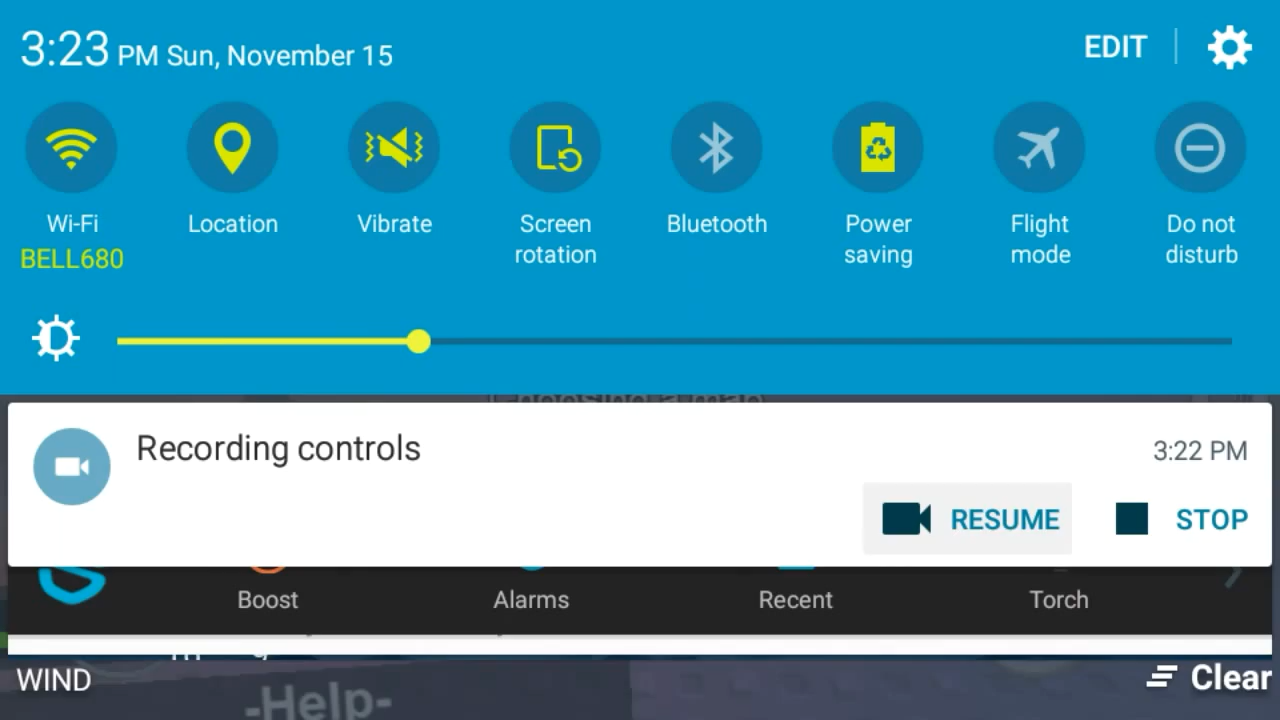 3:23 PM Sun, November 15
EDIT
Wi-Fi
BELL680
Location
Vibrate
Screen
rotation
Bluetooth
Power
saving
Flight
mode
Do not
disturb
Recording controls
3:22 PM
RESUME
STOP
Boost
Alarms
Recent
Torch
WIND
Clear
-Help-